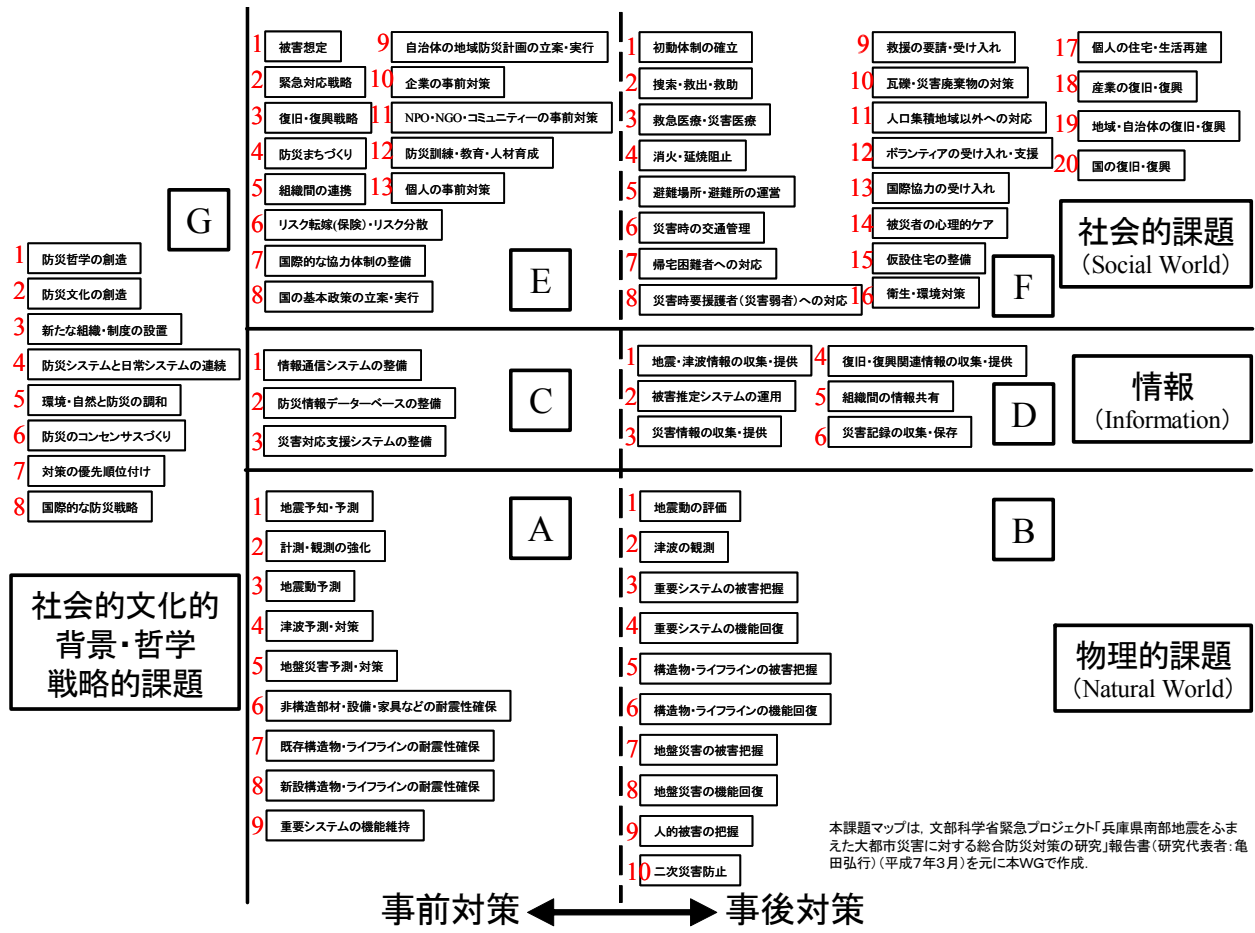 G
1 防災哲学の創造
2 防災文化の創造
3 新たな組織・制度の設置
4 防災システムと日常システムの連続
5 環境・自然と防災の調和
6 防災のコンセンサスづくり
7 対策の優先順位付け
8 国際的な防災戦略
社会的文化的
背景・哲学
戦略的課題
1 被害想定
2 緊急対応戦略
3 復旧・復興戦略
4 防災まちづくり
5 組織間の連携
6 リスク転嫁(保険)・リスク分散
7 国際的な協力体制の整備
8 国の基本政策の立案・実行
9 自治体の地域防災計画の立案・実行
10 企業の事前対策
11 NPO・NGO・コミュニティーの事前対策
12 防災訓練・教育・人材育成
13 個人の事前対策
E
1 初動体制の確立
2 捜索・救出・救助
3 救急医療・災害医療
4 消火・延焼阻止
5 避難場所・避難所の運営
6 災害時の交通管理
7 帰宅困難者への対応
8 災害時要援護者(災害弱者)への対応
9 救援の要請・受け入れ
10 瓦礫・災害廃棄物の対策
11 人口集積地域以外への対応
12 ボランティアの受け入れ・支援
13 国際協力の受け入れ
14 被災者の心理的ケア
15 仮設住宅の整備
16 衛生・環境対策
17 個人の住宅・生活再建
18 産業の復旧・復興
19 地域・自治体の復旧・復興
20 国の復旧・復興
F
社会的課題
(Social World)
1 情報通信システムの整備
2 防災情報データーベースの整備
3 災害対応支援システムの整備
C
1 地震・津波情報の収集・提供
2 被害推定システムの運用
3 災害情報の収集・提供
4 復旧・復興関連情報の収集・提供
5 組織間の情報共有
6 災害記録の収集・保存
D
情報
(Information)
1 地震予知・予測
2 計測・観測の強化
3 地震動予測
4 津波予測・対策
5 地盤災害予測・対策
6 非構造部材・設備・家具などの耐震性確保
7 既存構造物・ライフラインの耐震性確保
8 新設構造物・ライフラインの耐震性確保
9 重要システムの機能維持
A
1 地震動の評価
2 津波の観測
3 重要システムの被害把握
4 重要システムの機能回復
5 構造物・ライフラインの被害把握
6 構造物・ライフラインの機能回復
7 地盤災害の被害把握
8 地盤災害の機能回復
9 人的被害の把握
10 二次災害防止
B
物理的課題
(Natural World)
本課題マップは, 文部科学省緊急プロジェクト「兵庫県南部地震をふま
えた大都市災害に対する総合防災対策の研究」報告書(研究代表者:亀
田弘行)(平成7年3月)を元に本WGで作成.
事前対策 事後対策